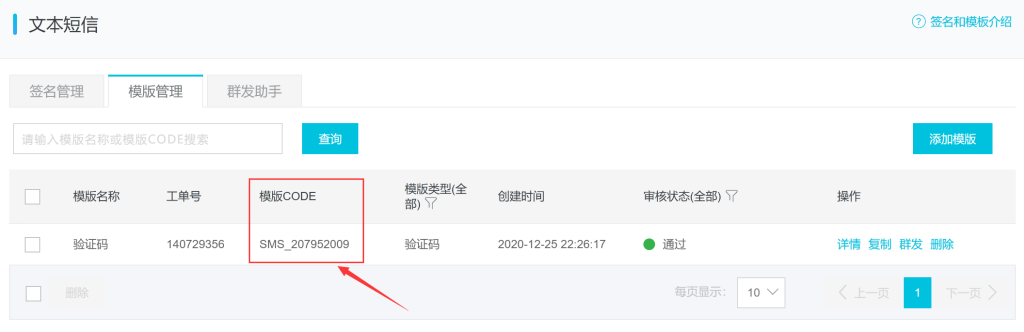 文本短信
签名和模板介绍
签名管理 模版管理 群发助手
请输入模版名称或模版CODE搜索 查询 添加模版
模版名称 工单号 模版CODE 模版类型(全部) 创建时间 审核状态(全部) 操作
验证码 140729356 SMS_207952009 验证码 2020-12-25 22:26:17 通过 详情 复制 群发 删除
删除 每页显示: 10 上一页 1 下一页